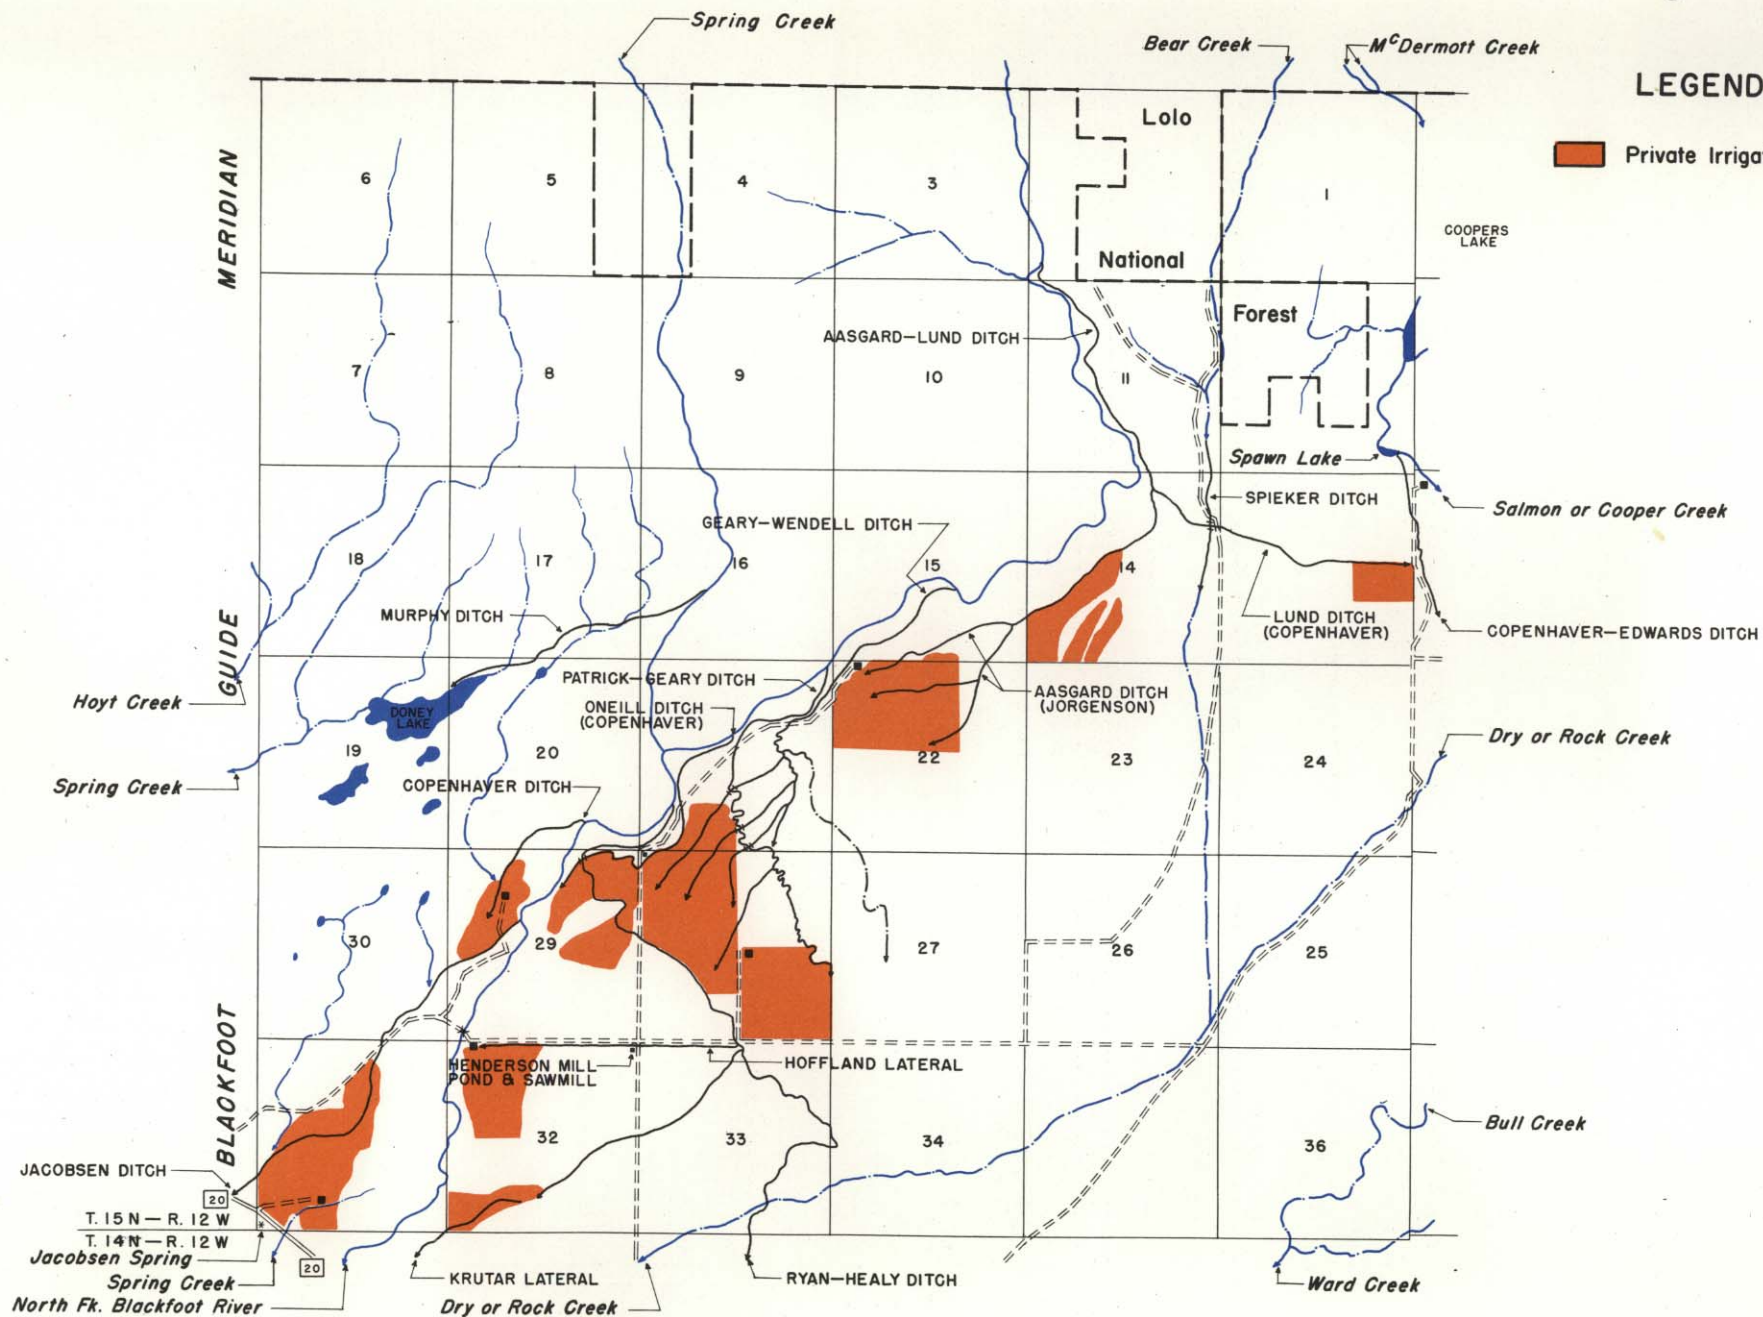 Spring Creek
Bear Creek
McDermott Creek
LEGEND
Lolo
Private Irriga
6
5
4
3
1
MERIDIAN
COOPERS
LAKE
National
Forest
AASGARD-LUND DITCH
7
8
9
10
11
Spawn Lake
SPIEKER DITCH
Salmon or Cooper Creek
GEARY-WENDELL DITCH
18
17
16
15
14
MURPHY DITCH
LUND DITCH
(COPENHAVER)
COPENHAVER-EDWARDS DITCH
GUIDE
PATRICK-GEARY DITCH
Hoyt Creek
DONEY
LAKE
ONEILL DITCH
(COPENHAVER)
AASGARD DITCH
(JORGENSON)
Dry or Rock Creek
19
20
22
23
24
Spring Creek
COPENHAVER DITCH
30
29
27
26
25
BLACKFOOT
HENDERSON MILL
POND & SAWMILL
HOFFLAND LATERAL
32
33
34
36
Bull Creek
JACOBSEN DITCH
20
T. 15 N - R. 12 W
T. 14 N - R. 12 W
Jacobsen Spring
20
Spring Creek
KRUTAR LATERAL
RYAN-HEALY DITCH
Ward Creek
North Fk. Blackfoot River
Dry or Rock Creek